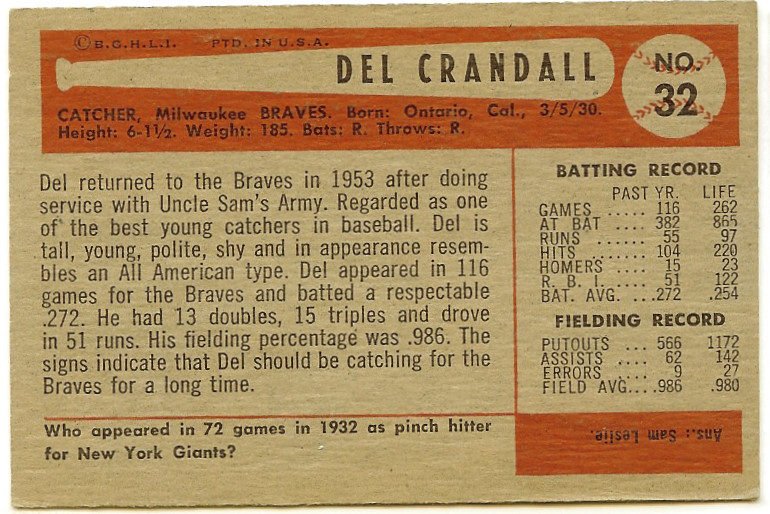 ©B.G.H.L.I. PTD. IN U.S.A.
DEL CRANDALL
NO.
32
CATCHER, Milwaukee BRAVES. Born: Ontario, Cal., 3/5/30.
Height: 6-1½. Weight: 185. Bats: R. Throws: R.
Del returned to the Braves in 1953 after doing
service with Uncle Sam's Army. Regarded as one
of the best young catchers in baseball. Del is
tall, young, polite, shy and in appearance resem-
bles an All American type. Del appeared in 116
games for the Braves and batted a respectable
.272. He had 13 doubles, 15 triples and drove
in 51 runs. His fielding percentage was .986. The
signs indicate that Del should be catching for the
Braves for a long time.
Who appeared in 72 games in 1932 as pinch hitter
for New York Giants?
BATTING RECORD
PAST YR. LIFE
GAMES ..... 116 262
AT BAT .... 382 865
RUNS ...... 55 97
HITS ...... 104 220
HOMERS .... 15 23
R. B. I. .... 51 122
BAT. AVG. ... .272 .254
FIELDING RECORD
PUTOUTS ... 566 1172
ASSISTS .... 62 142
ERRORS .... 9 27
FIELD AVG....986 .980
Ans.: Sam Leslie.